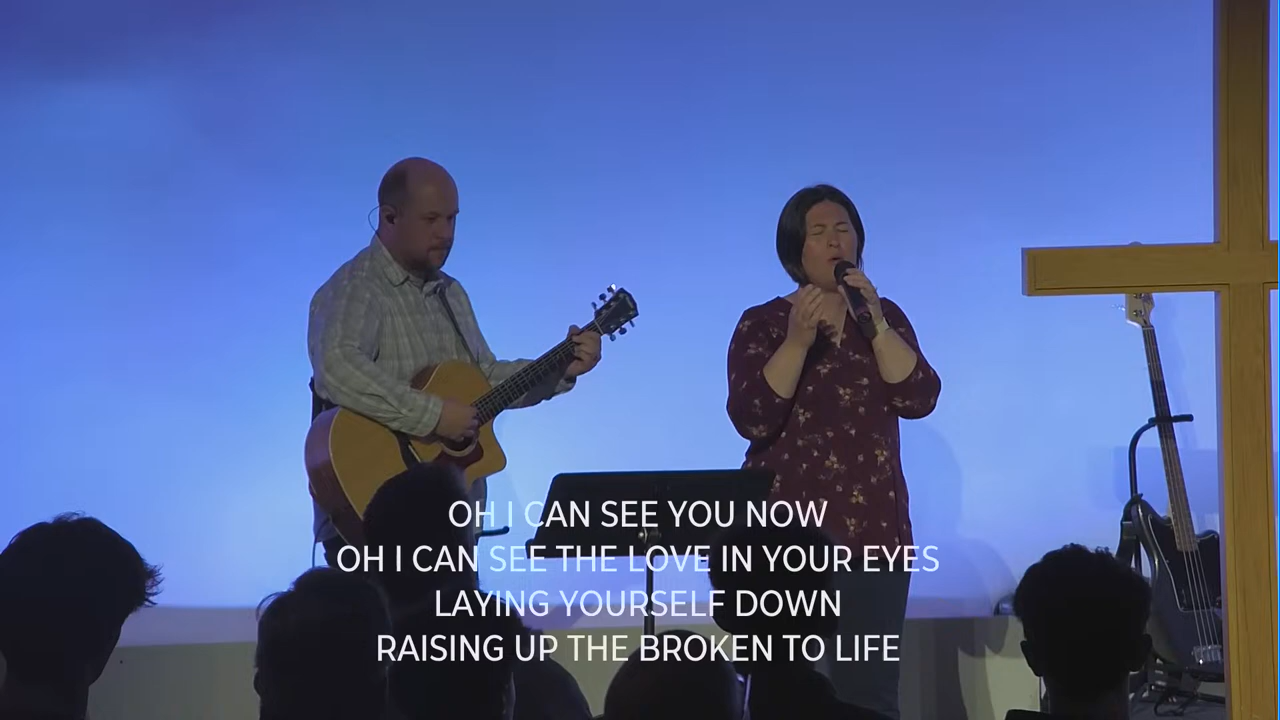 OH I CAN SEE YOU NOW
OH I CAN SEE THE LOVE IN YOUR EYES
LAYING YOURSELF DOWN
RAISING UP THE BROKEN TO LIFE